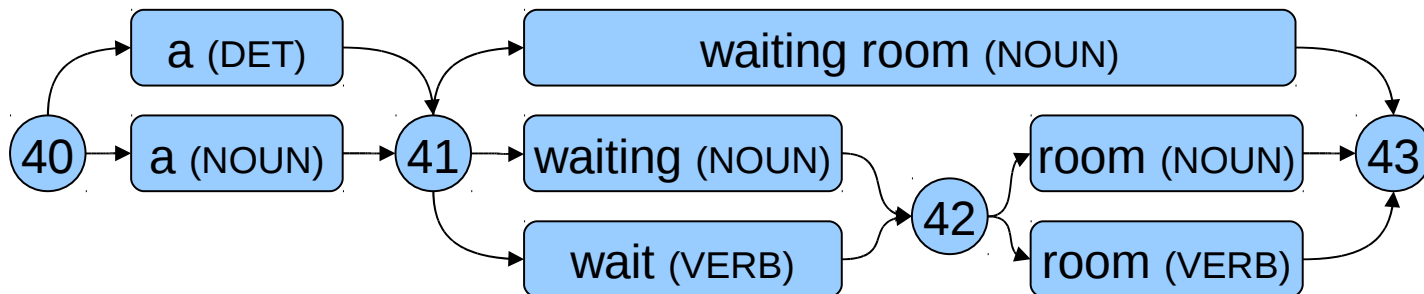 a (DET)
waiting room (NOUN)
40
a (NOUN)
41
waiting (NOUN)
room (NOUN)
43
42
wait (VERB)
room (VERB)